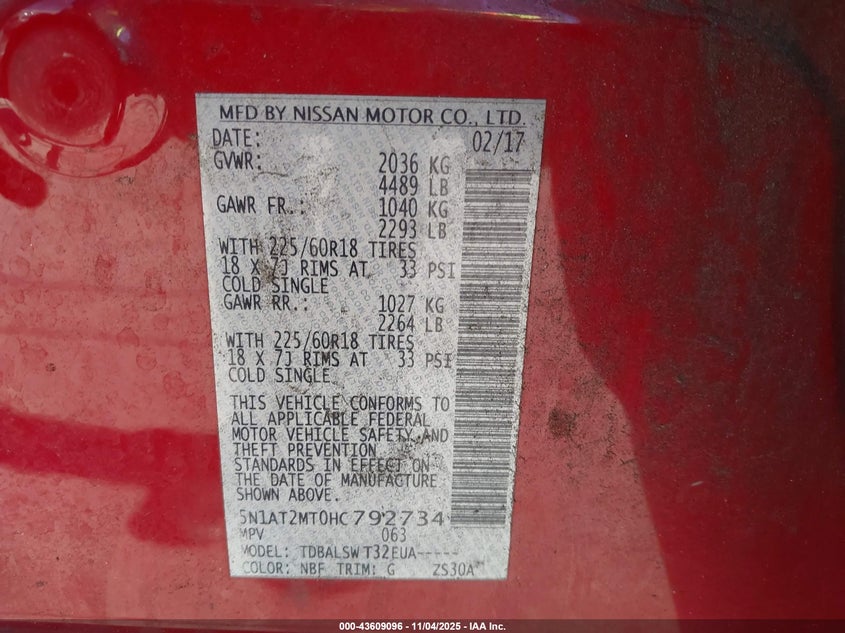 MFD BY NISSAN MOTOR CO., LTD.
DATE: 02/17
GVWR: 2036 KG
4489 LB
GAWR FR.: 1040 KG
2293 LB
WITH 225/60R18 TIRES
18 X 7J RIMS AT 33 PSI
COLD SINGLE
GAWR RR.: 1027 KG
2264 LB
WITH 225/60R18 TIRES
18 X 7J RIMS AT 33 PSI
COLD SINGLE
THIS VEHICLE CONFORMS TO
ALL APPLICABLE FEDERAL
MOTOR VEHICLE SAFETY AND
THEFT PREVENTION
STANDARDS IN EFFECT ON
THE DATE OF MANUFACTURE
SHOWN ABOVE.
5N1AT2MT0HC792734
MPV 063
MODEL: TDBALSW T32EUA-----
COLOR: NBF TRIM: G ZS30A
000-43609096 - 11/04/2025 - IAA Inc.